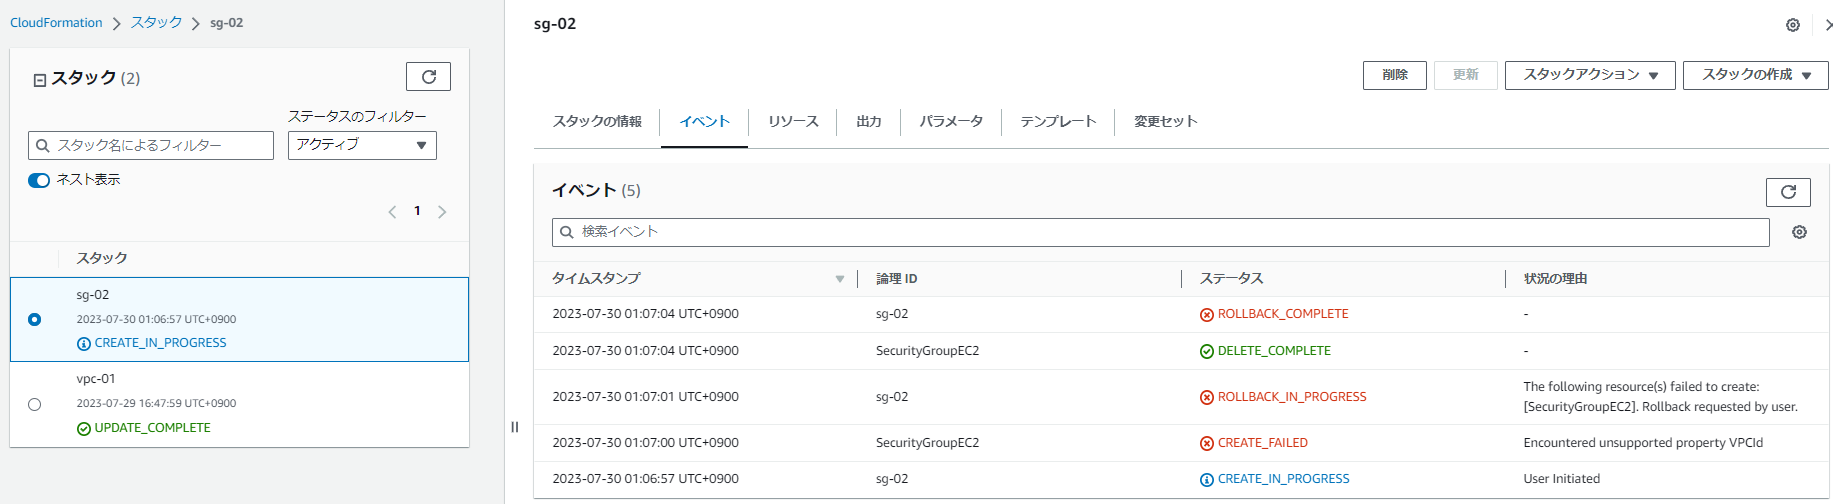 CloudFormation > スタック > sg-02
スタック (2)
ステータスのフィルター
スタック名によるフィルター
アクティブ
ネスト表示
1
スタック
sg-02
2023-07-30 01:06:57 UTC+0900
CREATE_IN_PROGRESS
vpc-01
2023-07-29 16:47:59 UTC+0900
UPDATE_COMPLETE
sg-02
削除 更新 スタックアクション スタックの作成
スタックの情報 イベント リソース 出力 パラメータ テンプレート 変更セット
イベント (5)
検索イベント
タイムスタンプ 論理 ID ステータス 状況の理由
2023-07-30 01:07:04 UTC+0900 sg-02 ROLLBACK_COMPLETE -
2023-07-30 01:07:04 UTC+0900 SecurityGroupEC2 DELETE_COMPLETE -
2023-07-30 01:07:01 UTC+0900 sg-02 ROLLBACK_IN_PROGRESS The following resource(s) failed to create:
[SecurityGroupEC2]. Rollback requested by user.
2023-07-30 01:07:00 UTC+0900 SecurityGroupEC2 CREATE_FAILED Encountered unsupported property VPCId
2023-07-30 01:06:57 UTC+0900 sg-02 CREATE_IN_PROGRESS User Initiated